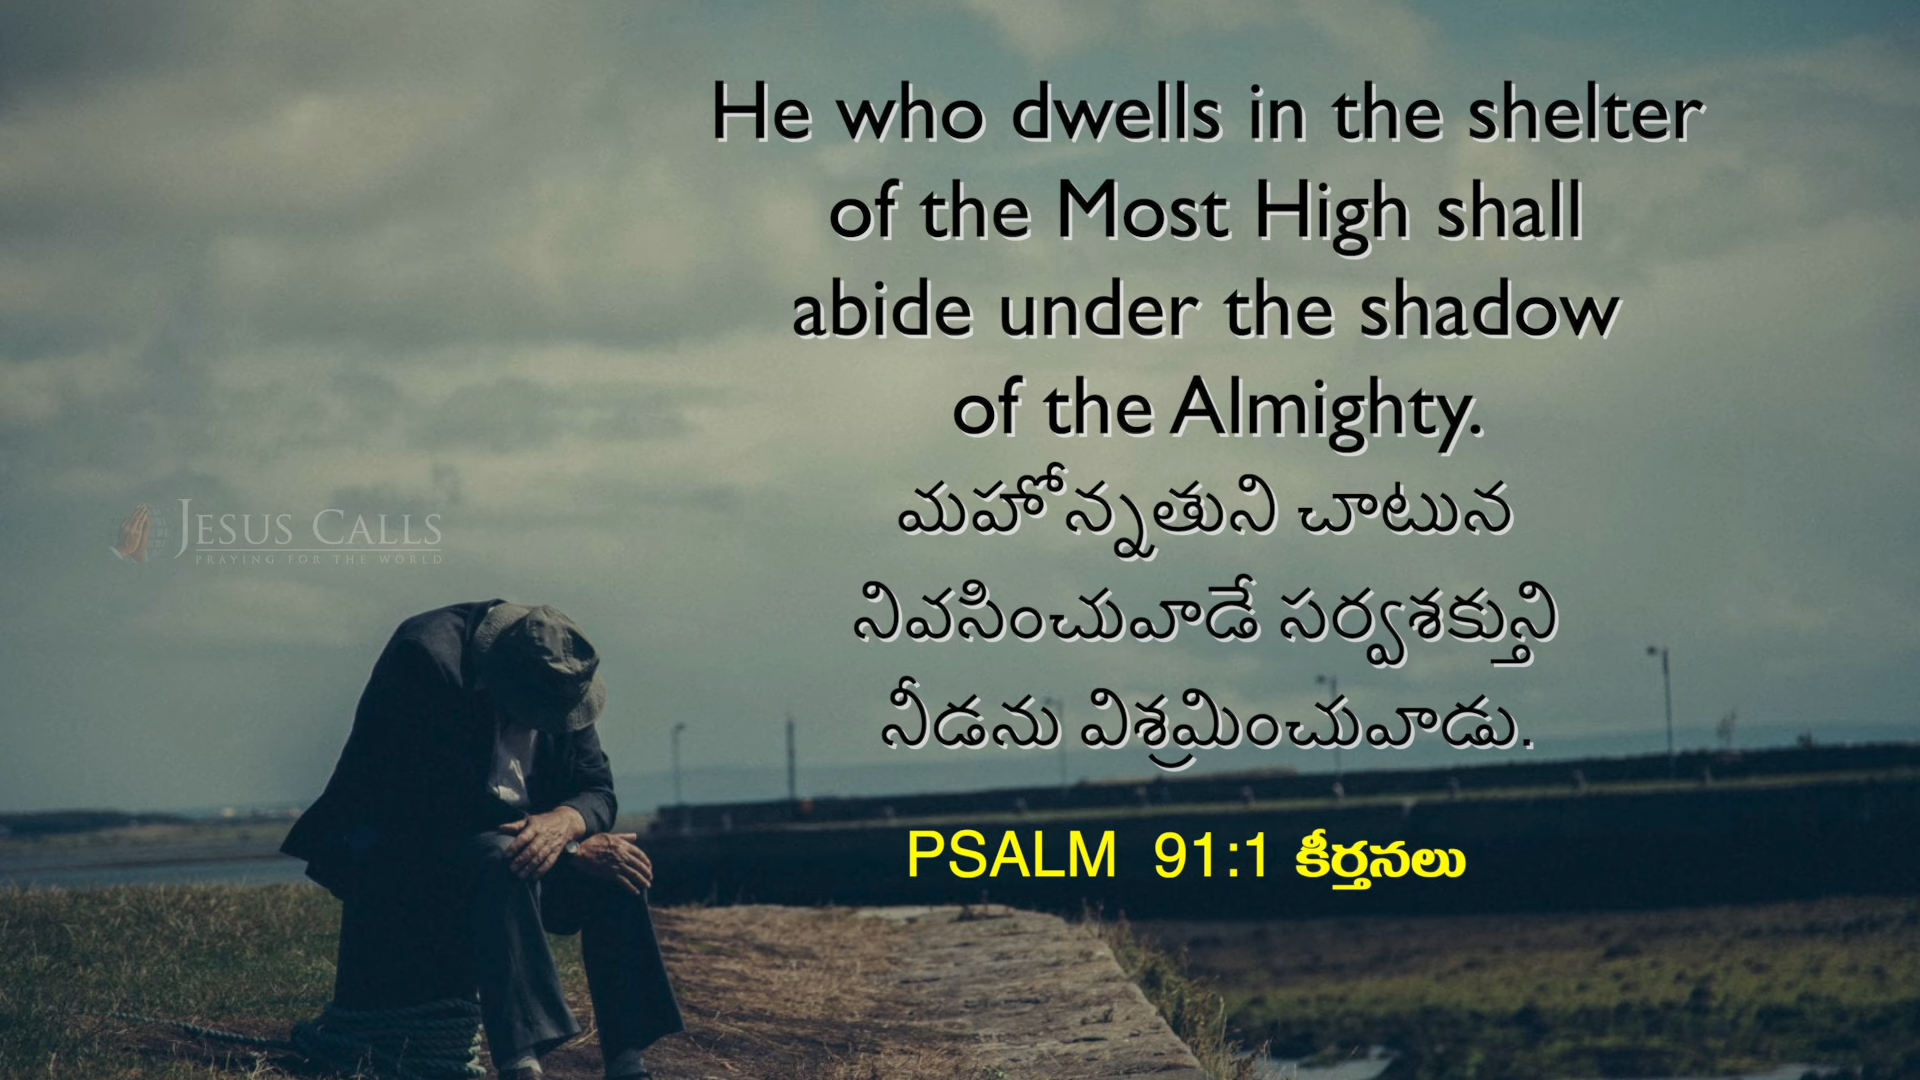 He who dwells in the shelter
of the Most High shall
abide under the shadow
of the Almighty.
మహోన్నతుని చాటున
నివసించువాడే సర్వశక్తుని
నీడను విశ్రమించువాడు.
PSALM 91:1 కీర్తనలు
JESUS CALLS
PRAYING FOR THE WORLD